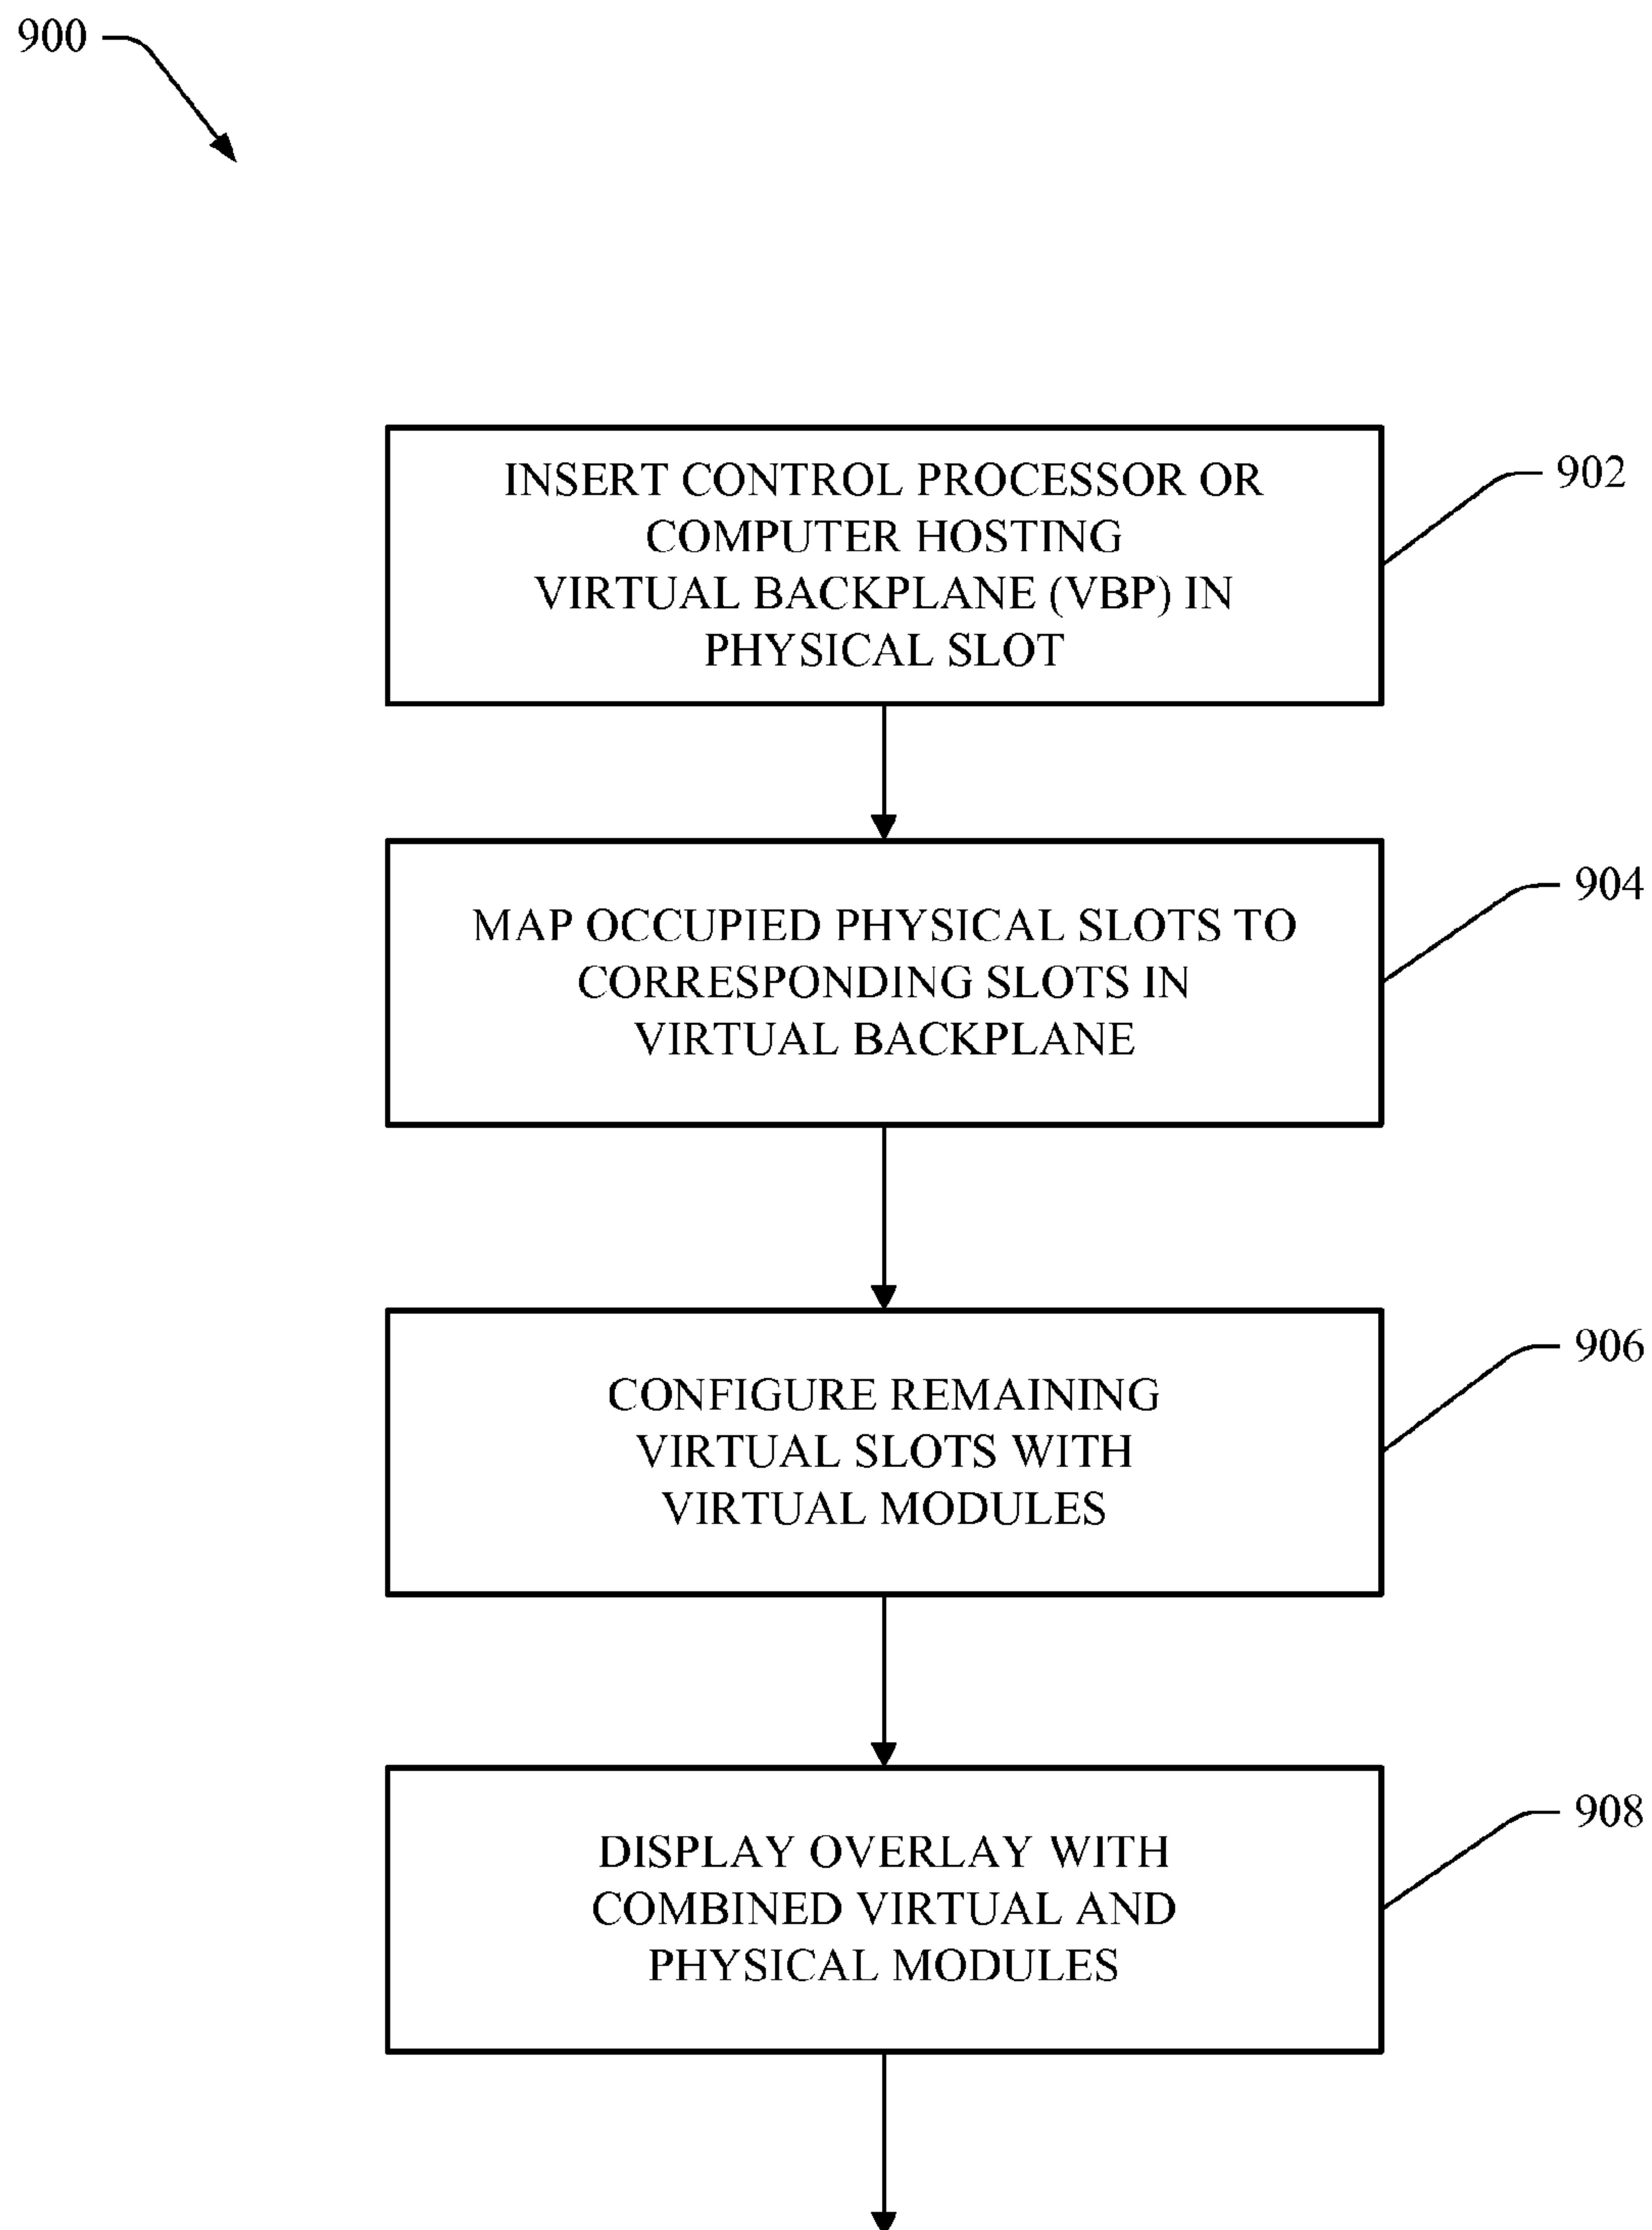 900
INSERT CONTROL PROCESSOR OR
COMPUTER HOSTING
VIRTUAL BACKPLANE (VBP) IN
PHYSICAL SLOT
902
MAP OCCUPIED PHYSICAL SLOTS TO
CORRESPONDING SLOTS IN
VIRTUAL BACKPLANE
904
CONFIGURE REMAINING
VIRTUAL SLOTS WITH
VIRTUAL MODULES
906
DISPLAY OVERLAY WITH
COMBINED VIRTUAL AND
PHYSICAL MODULES
908